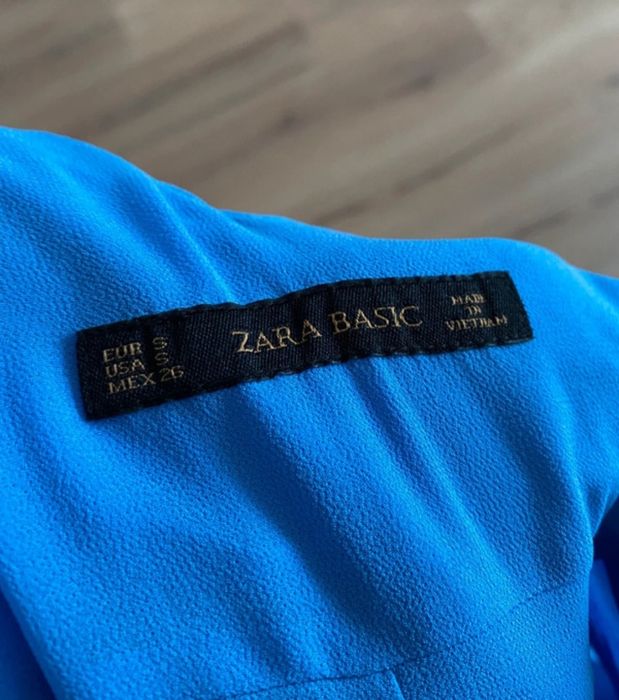 EUR S
USA S
MEX 26
ZARA BASIC
MADE
IN
VIETNAM